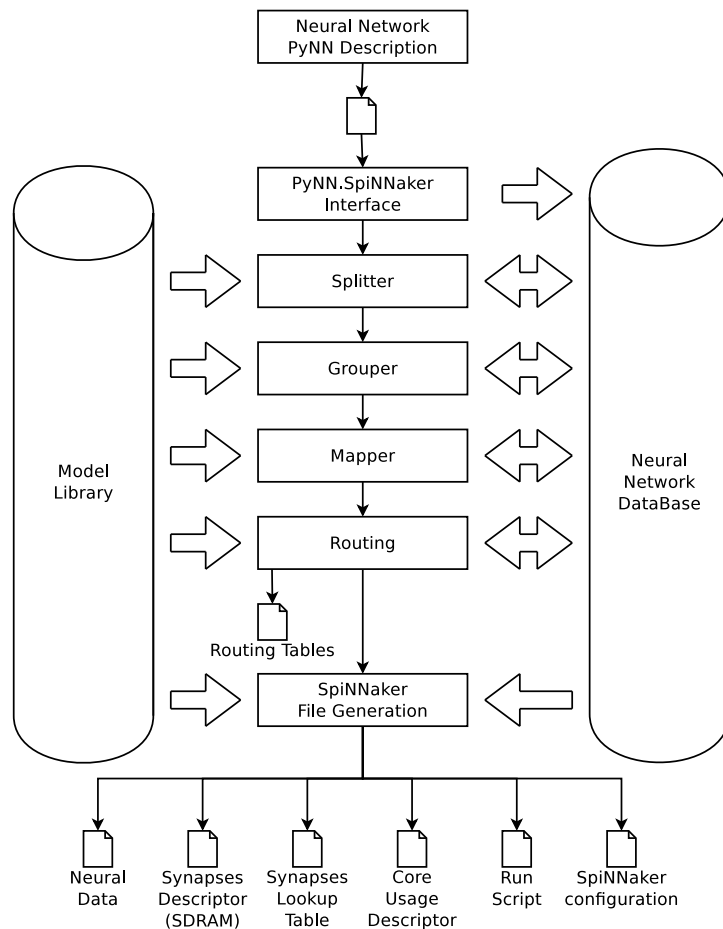 Neural Network
PyNN Description
PyNN.SpiNNaker
Interface
Splitter
Grouper
Mapper
Routing
Model
Library
Neural
Network
DataBase
Routing Tables
SpiNNaker
File Generation
Neural
Data
Synapses
Descriptor
(SDRAM)
Synapses
Lookup
Table
Core
Usage
Descriptor
Run
Script
SpiNNaker
configuration